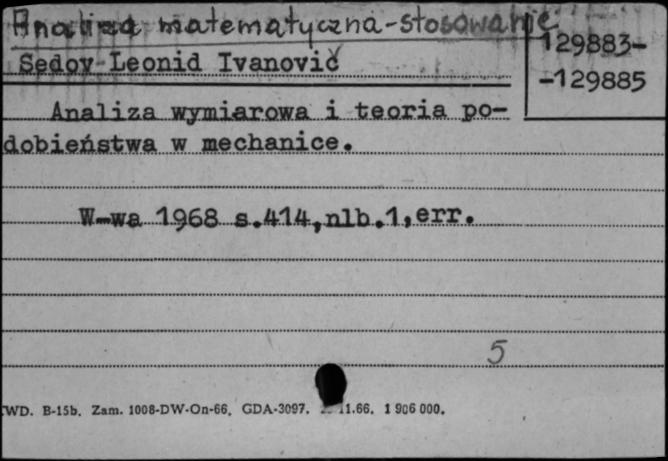 Analiza matematyczna-stosowanie
129883-
-129885
Sedov Leonid Ivanovič
Analiza wymiarowa i teoria po-
dobieństwa w mechanice.
W-wa 1968 s.414,nlb.1,err.
5
WD. B-15b. Zam. 1008-DW-On-66. GDA-3097. 11.66. 1 906 000.